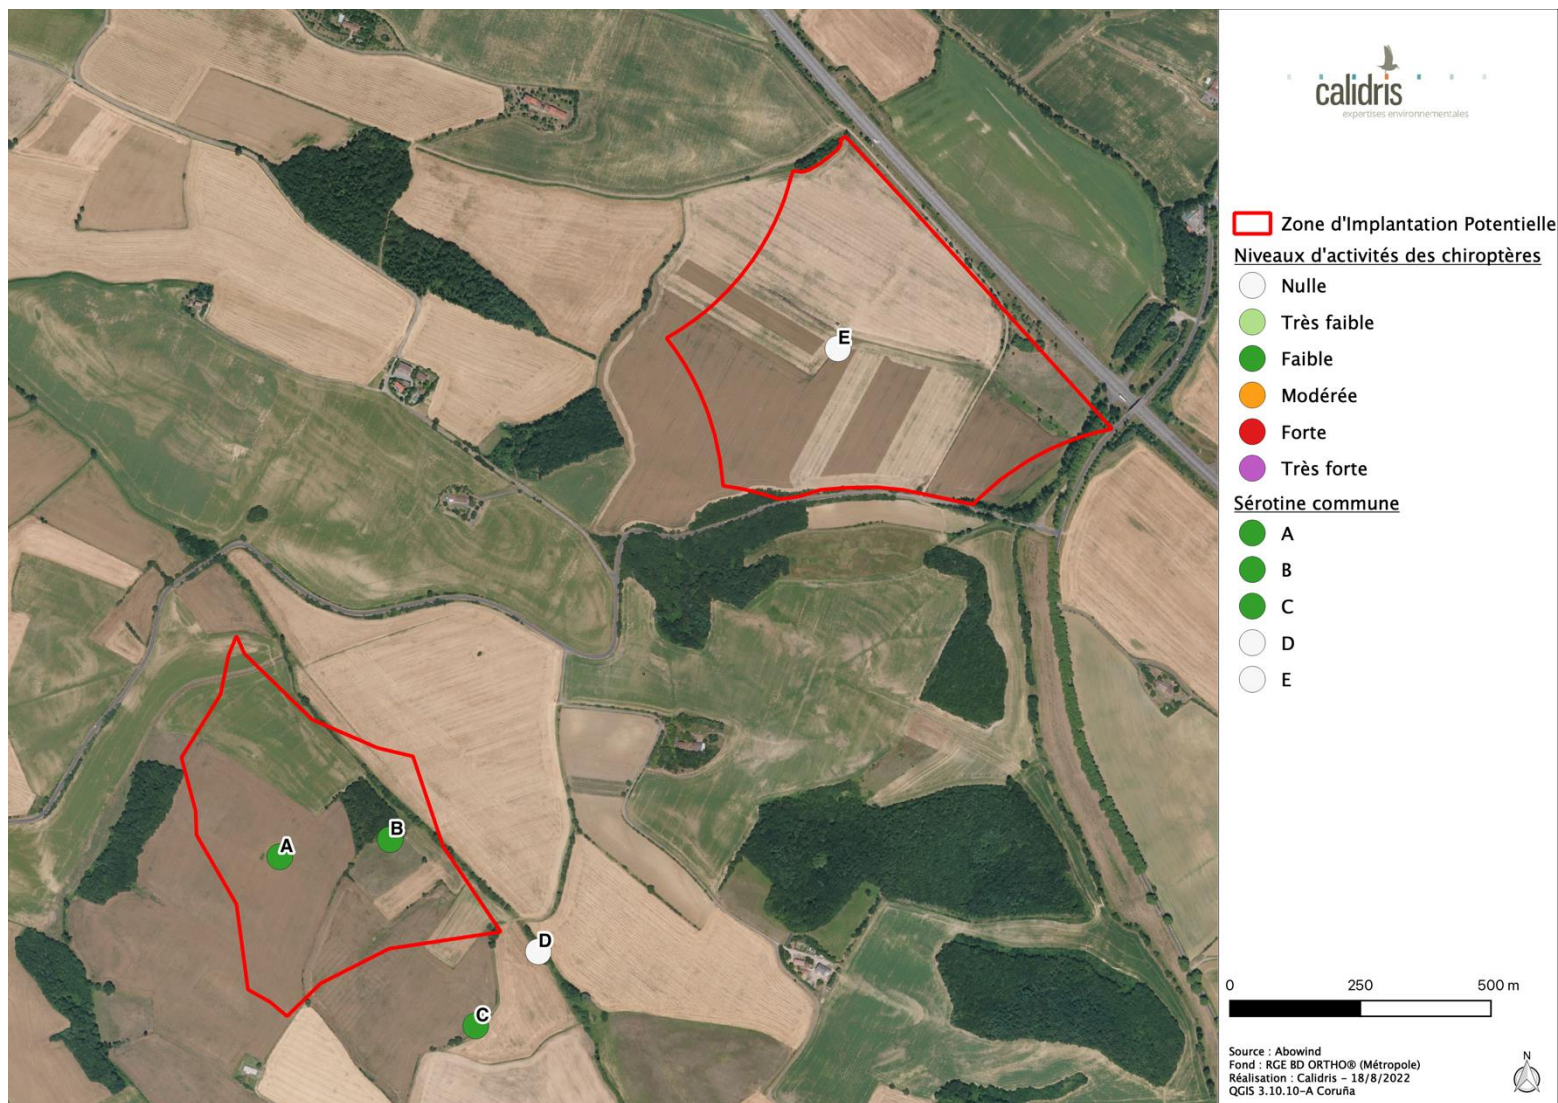 calidris
expertises environnementales
Zone d'Implantation Potentielle
Niveaux d'activités des chiroptères
Nulle
Très faible
Faible
Modérée
Forte
Très forte
Sérotine commune
A
B
C
D
E
E
B
A
D
C
0 250 500 m
Source : Abowind
Fond : RGE BD ORTHO® (Métropole)
Réalisation : Calidris - 18/8/2022
QGIS 3.10.10-A Coruña
N